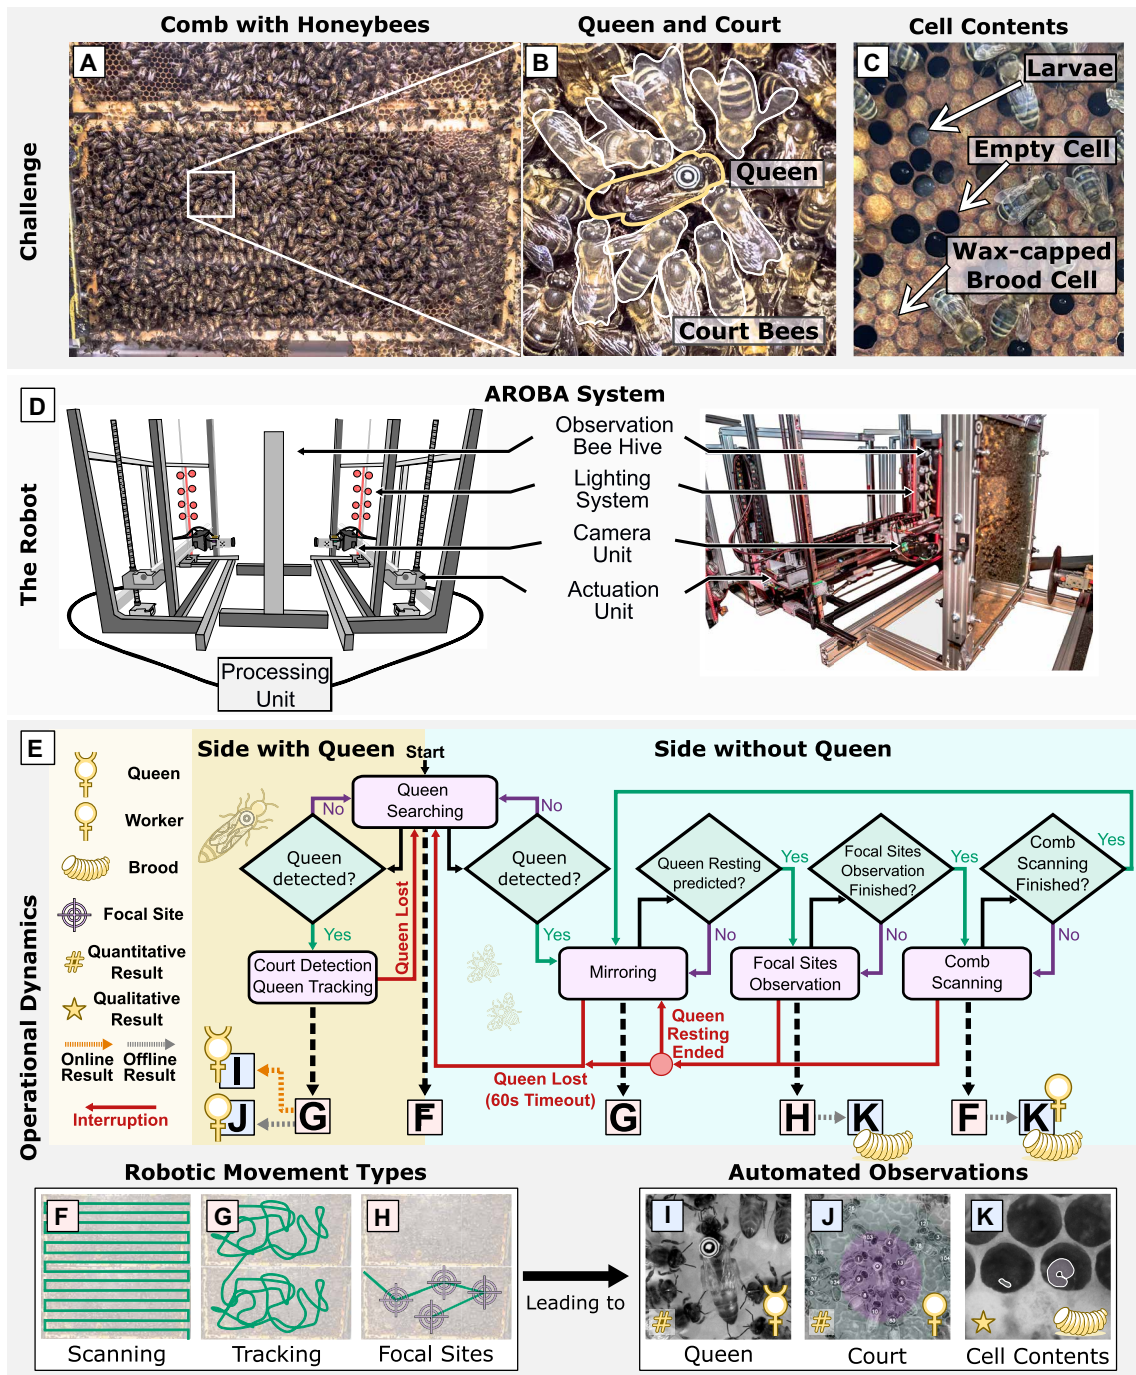 Comb with Honeybees
Queen and Court
Cell Contents
Challenge
A
B
Queen
Court Bees
C
Larvae
Empty Cell
Wax-capped
Brood Cell
The Robot
D
AROBA System
Observation
Bee Hive
Lighting
System
Camera
Unit
Actuation
Unit
Processing
Unit
Operational Dynamics
E
Queen
Worker
Brood
Focal Site
#
Quantitative
Result
Qualitative
Result
Online
Result
Offline
Result
Interruption
Side with Queen
Start
Side without Queen
Queen
Searching
No
No
Queen
detected?
Queen
detected?
Queen Resting
predicted?
Focal Sites
Observation
Finished?
Comb
Scanning
Finished?
Yes
Yes
Yes
Queen Lost
Yes
Yes
No
No
No
Court Detection
Queen Tracking
Mirroring
Focal Sites
Observation
Comb
Scanning
Queen
Resting
Ended
Queen Lost
(60s Timeout)
I
J
G
F
G
H
K
F
K
Robotic Movement Types
Automated Observations
F
G
H
Scanning
Tracking
Focal Sites
Leading to
I
#
J
#
K
Queen
Court
Cell Contents